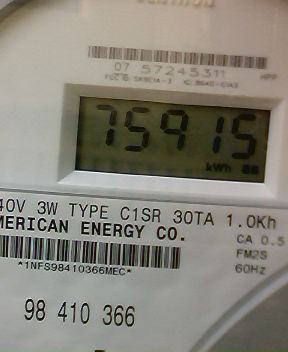 07 57245311
75915
kWh
40V 3W TYPE C1SR 30TA 1.0Kh
MERICAN ENERGY CO.
CA 0.5
*1NFS98410366MEC*
FM2S
60Hz
98 410 366